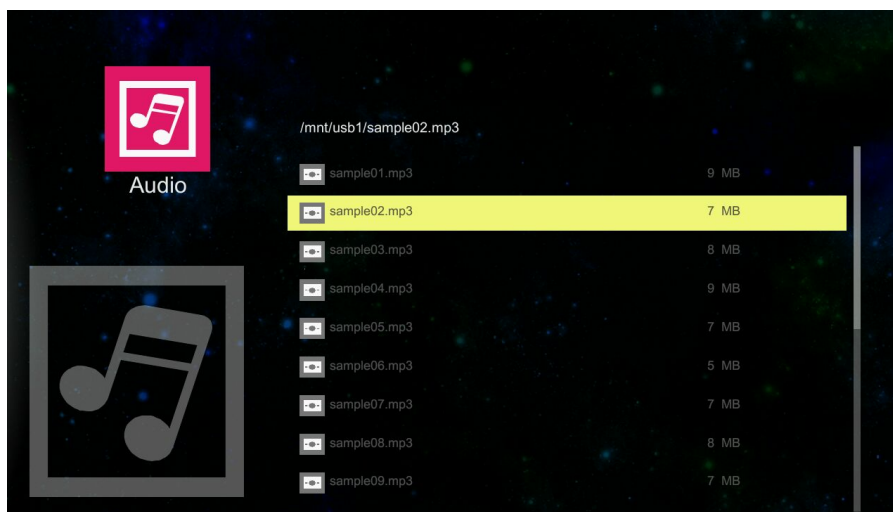 Audio
/mnt/usb1/sample02.mp3
sample01.mp3 9 MB
sample02.mp3 7 MB
sample03.mp3 8 MB
sample04.mp3 9 MB
sample05.mp3 7 MB
sample06.mp3 5 MB
sample07.mp3 7 MB
sample08.mp3 8 MB
sample09.mp3 7 MB